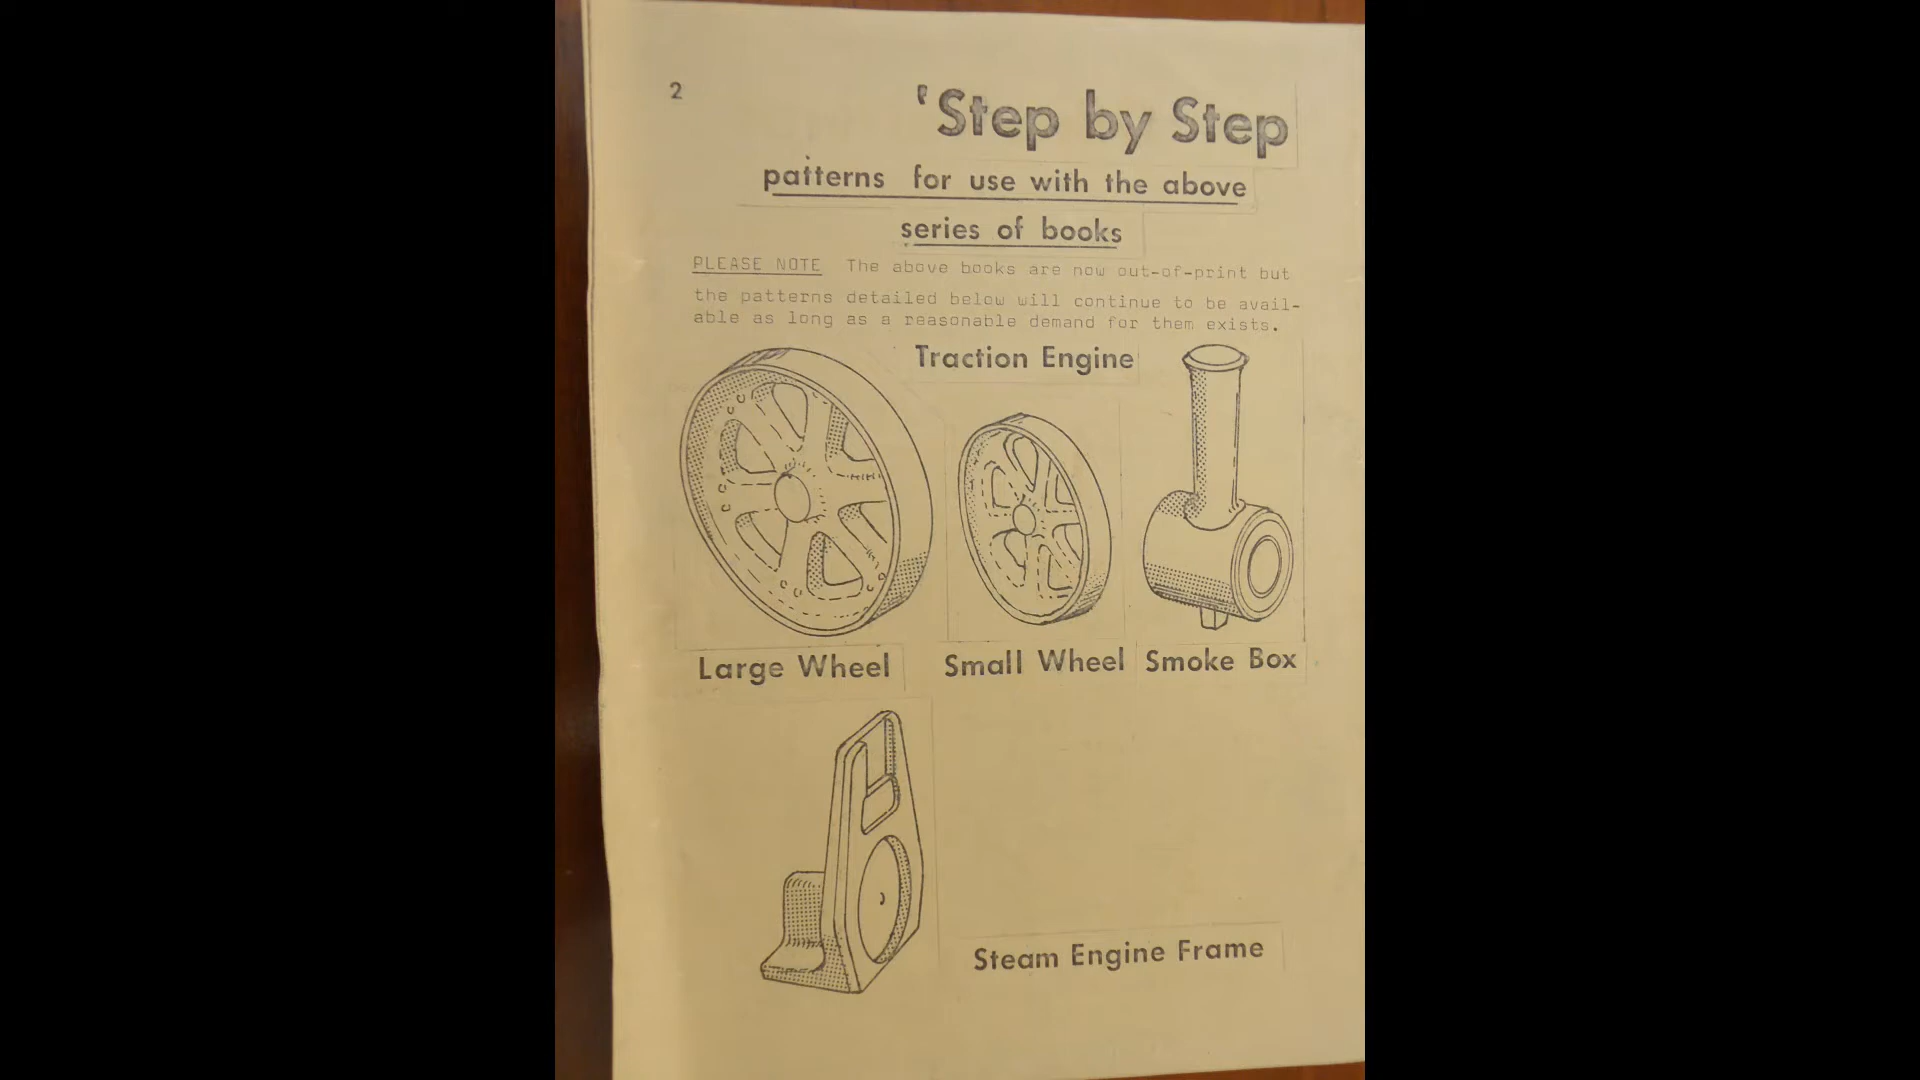 2
'Step by Step
patterns for use with the above
series of books
PLEASE NOTE The above books are now out-of-print but
the patterns detailed below will continue to be avail-
able as long as a reasonable demand for them exists.
Traction Engine
Large Wheel Small Wheel Smoke Box
Steam Engine Frame